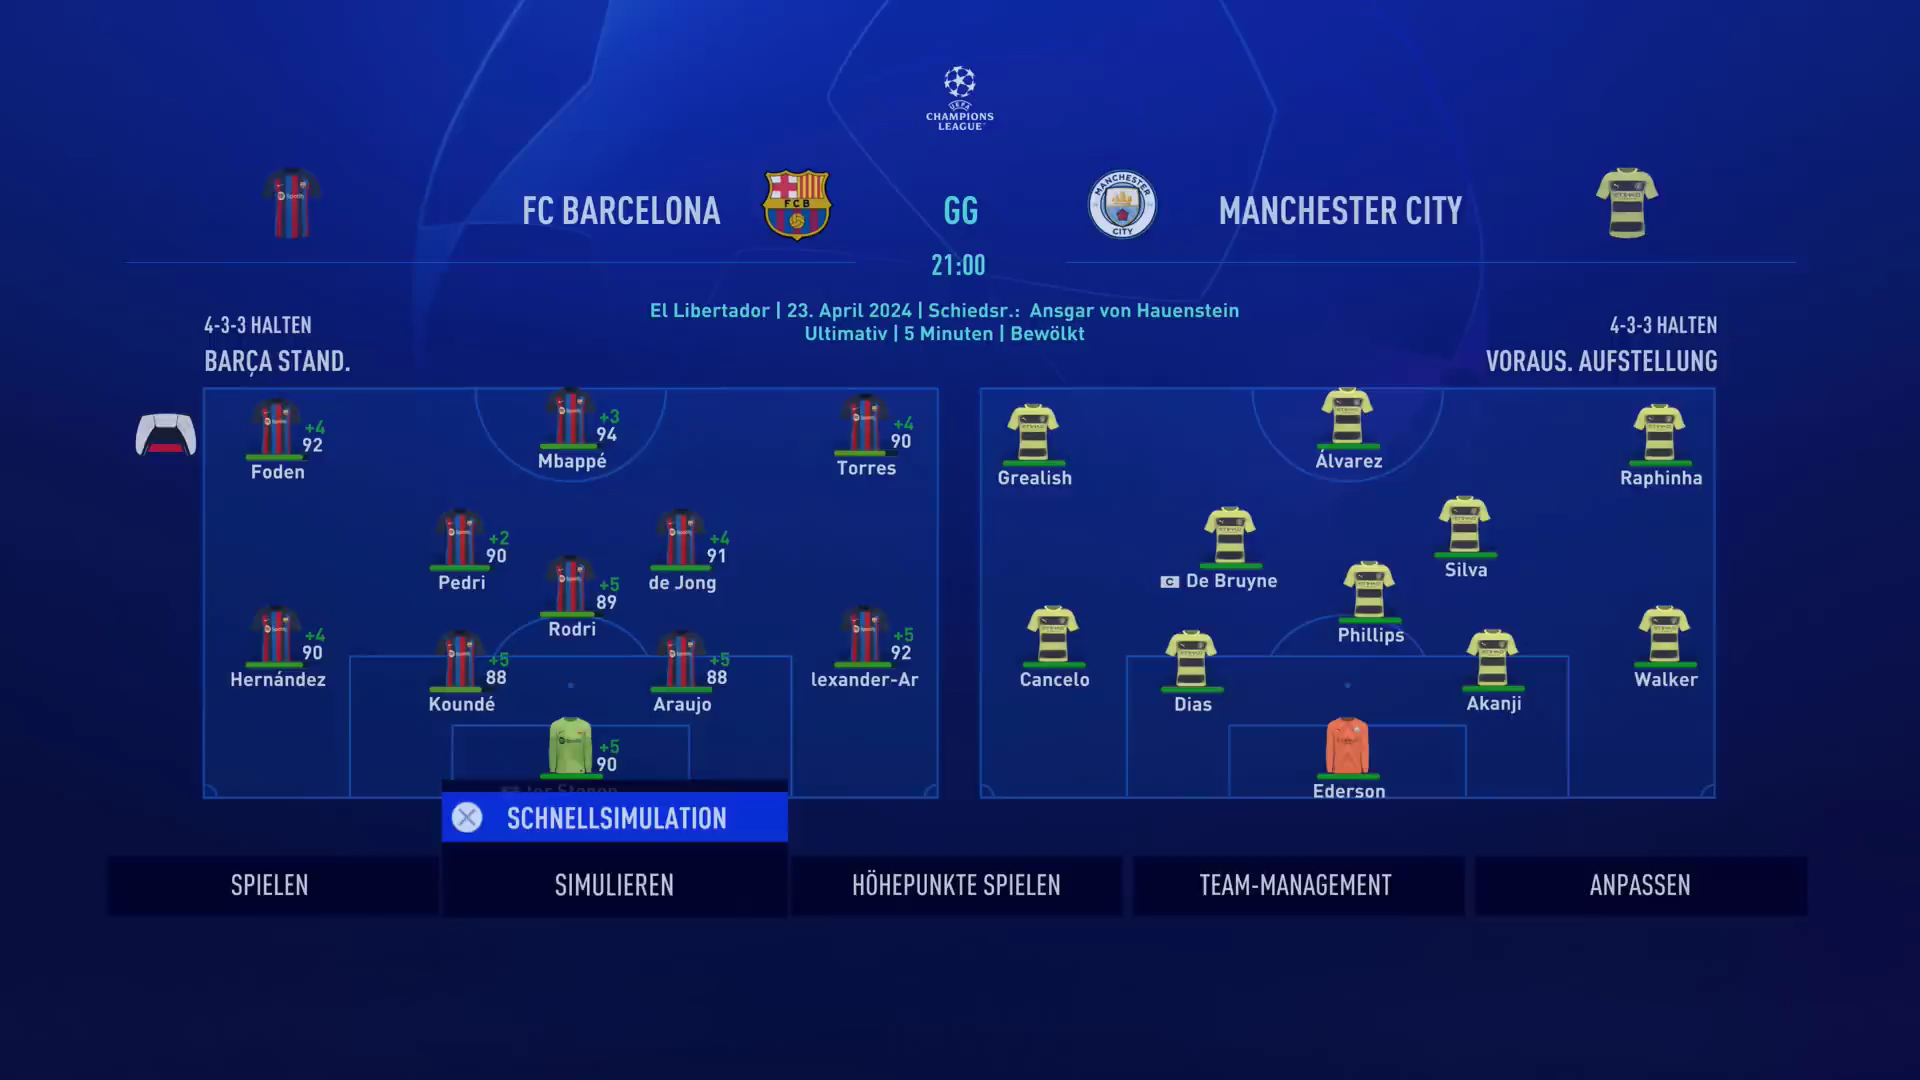 UEFA
CHAMPIONS
LEAGUE
FC BARCELONA
FCB
GG
MANCHESTER
CITY
MANCHESTER CITY
21:00
El Libertador | 23. April 2024 | Schiedsr.: Ansgar von Hauenstein
Ultimativ | 5 Minuten | Bewölkt
4-3-3 HALTEN
BARÇA STAND.
4-3-3 HALTEN
VORAUS. AUFSTELLUNG
+4
92
Foden
+3
94
Mbappé
+4
90
Torres
+2
90
Pedri
+4
91
de Jong
+5
89
Rodri
+4
90
Hernández
+5
88
Koundé
+5
88
Araujo
+5
92
lexander-Ar
+5
90
Grealish
Álvarez
Raphinha
C De Bruyne
Silva
Phillips
Cancelo
Dias
Akanji
Walker
Ederson
SCHNELLSIMULATION
SPIELEN
SIMULIEREN
HÖHEPUNKTE SPIELEN
TEAM-MANAGEMENT
ANPASSEN